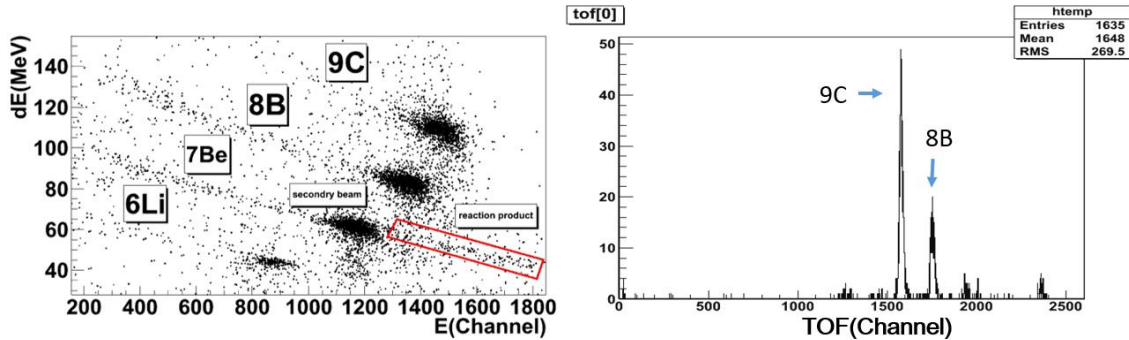 dE(MeV)
140
120
100
80
60
40
9C
8B
7Be
6Li
secondry beam
reaction product
200 400 600 800 1000 1200 1400 1600 1800
E(Channel)
tof[0]
htemp
Entries 1635
Mean 1648
RMS 269.5
50
40
30
20
10
0
9C
8B
0 500 1000 1500 2000 2500
TOF(Channel)